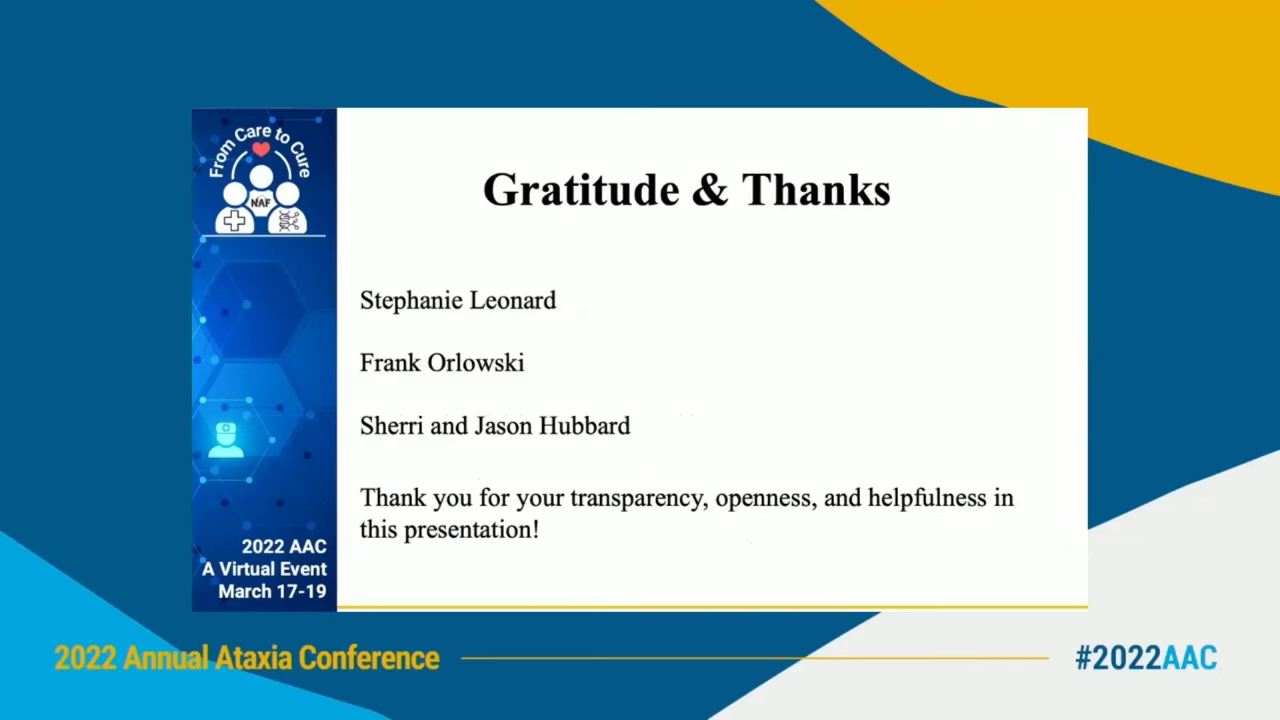 From Care to Cure
NAF
Gratitude & Thanks
Stephanie Leonard
Frank Orlowski
Sherri and Jason Hubbard
Thank you for your transparency, openness, and helpfulness in
this presentation!
2022 AAC
A Virtual Event
March 17-19
2022 Annual Ataxia Conference
#2022AAC